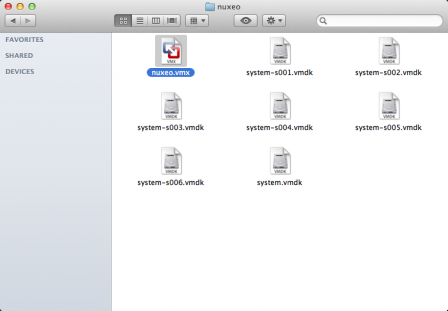 nuxeo
FAVORITES
SHARED
DEVICES
VMX
VMDK
VMDK
nuxeo.vmx
system-s001.vmdk
system-s002.vmdk
VMDK
VMDK
VMDK
system-s003.vmdk
system-s004.vmdk
system-s005.vmdk
VMDK
VMDK
system-s006.vmdk
system.vmdk